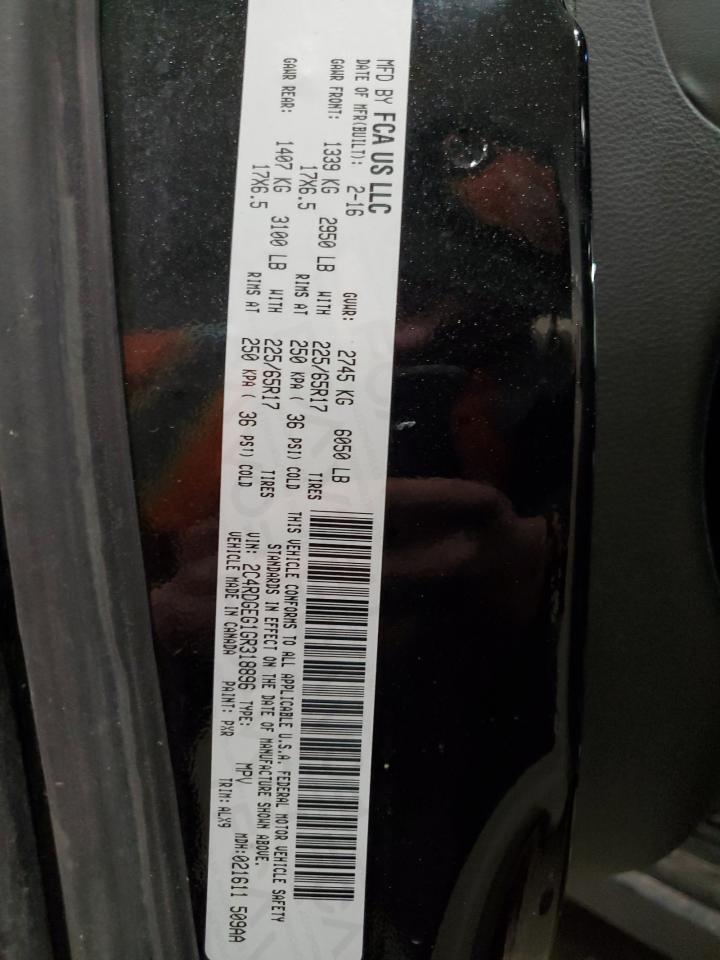 MFD BY FCA US LLC
DATE OF MFR(BUILT): 2-16 GVWR: 2745 KG 6050 LB
GAWR FRONT: 1339 KG 2950 LB WITH 225/65R17 TIRES
17X6.5 RIMS AT 250 KPA ( 36 PSI) COLD
GAWR REAR: 1407 KG 3100 LB WITH 225/65R17 TIRES
17X6.5 RIMS AT 250 KPA ( 36 PSI) COLD
THIS VEHICLE CONFORMS TO ALL APPLICABLE U.S.A. FEDERAL MOTOR VEHICLE SAFETY
STANDARDS IN EFFECT ON THE DATE OF MANUFACTURE SHOWN ABOVE.
VIN: 2C4RDGEG1GR318896 TYPE: MPV MDH:021611 509AA
VEHICLE MADE IN CANADA PAINT: PXR TRIM: ALX9